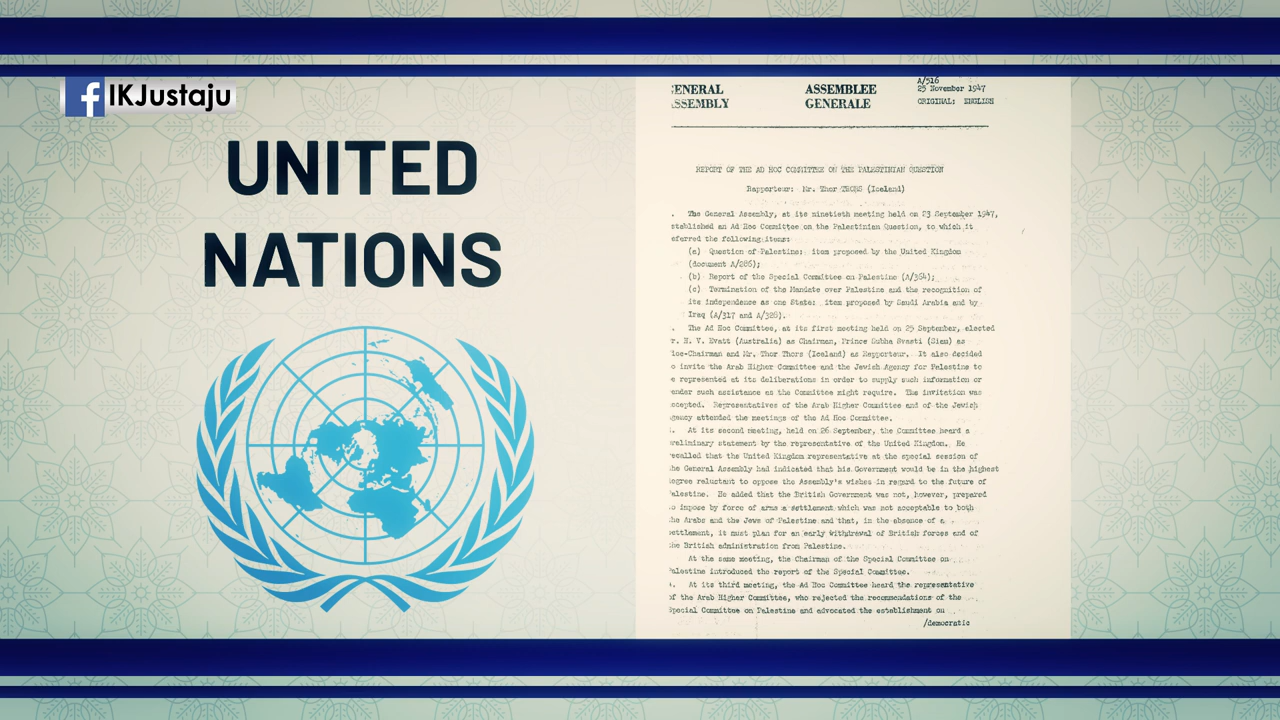 IKJustaju
UNITED
NATIONS
ENERAL
SSEMBLY
ASSEMBLEE
GENERALE
A/516
25 November 1947
ORIGINAL: ENGLISH
REPORT OF THE AD HOC COMMITTEE ON THE PALESTINIAN QUESTION
Rapporteur: Mr. Thor THORS (Iceland)
. The General Assembly, at its ninetieth meeting held on 23 September 1947,
stablished an Ad Hoc Committee on the Palestinian Question, to which it
eferred the following items:
(a) Question of Palestine: item proposed by the United Kingdom
(document A/286);
(b) Report of the Special Committee on Palestine (A/364);
(c) Termination of the Mandate over Palestine and the recognition of
its independence as one State: item proposed by Saudi Arabia and by
Iraq (A/317 and A/328).
. The Ad Hoc Committee, at its first meeting held on 25 September, elected
r. H. V. Evatt (Australia) as Chairman, Prince Subha Svasti (Siam) as
ice-Chairman and Mr. Thor Thors (Iceland) as Rapporteur. It also decided
o invite the Arab Higher Committee and the Jewish Agency for Palestine to
e represented at its deliberations in order to supply such information or
ender such assistance as the Committee might require. The invitation was
ccepted. Representatives of the Arab Higher Committee and of the Jewish
gency attended the meetings of the Ad Hoc Committee.
. At its second meeting, held on 26 September, the Committee heard a
reliminary statement by the representative of the United Kingdom. He
ecalled that the United Kingdom representative at the special session of
he General Assembly had indicated that his Government would be in the highest
egree reluctant to oppose the Assembly's wishes in regard to the future of
alestine. He added that the British Government was not, however, prepared
o impose by force of arms a settlement which was not acceptable to both
he Arabs and the Jews of Palestine and that, in the absence of a
ettlement, it must plan for an early withdrawal of British forces and of
he British administration from Palestine.
At the same meeting, the Chairman of the Special Committee on
alestine introduced the report of the Special Committee.
. At its third meeting, the Ad Hoc Committee heard the representative
of the Arab Higher Committee, who rejected the recommendations of the
Special Committee on Palestine and advocated the establishment on
/democratic